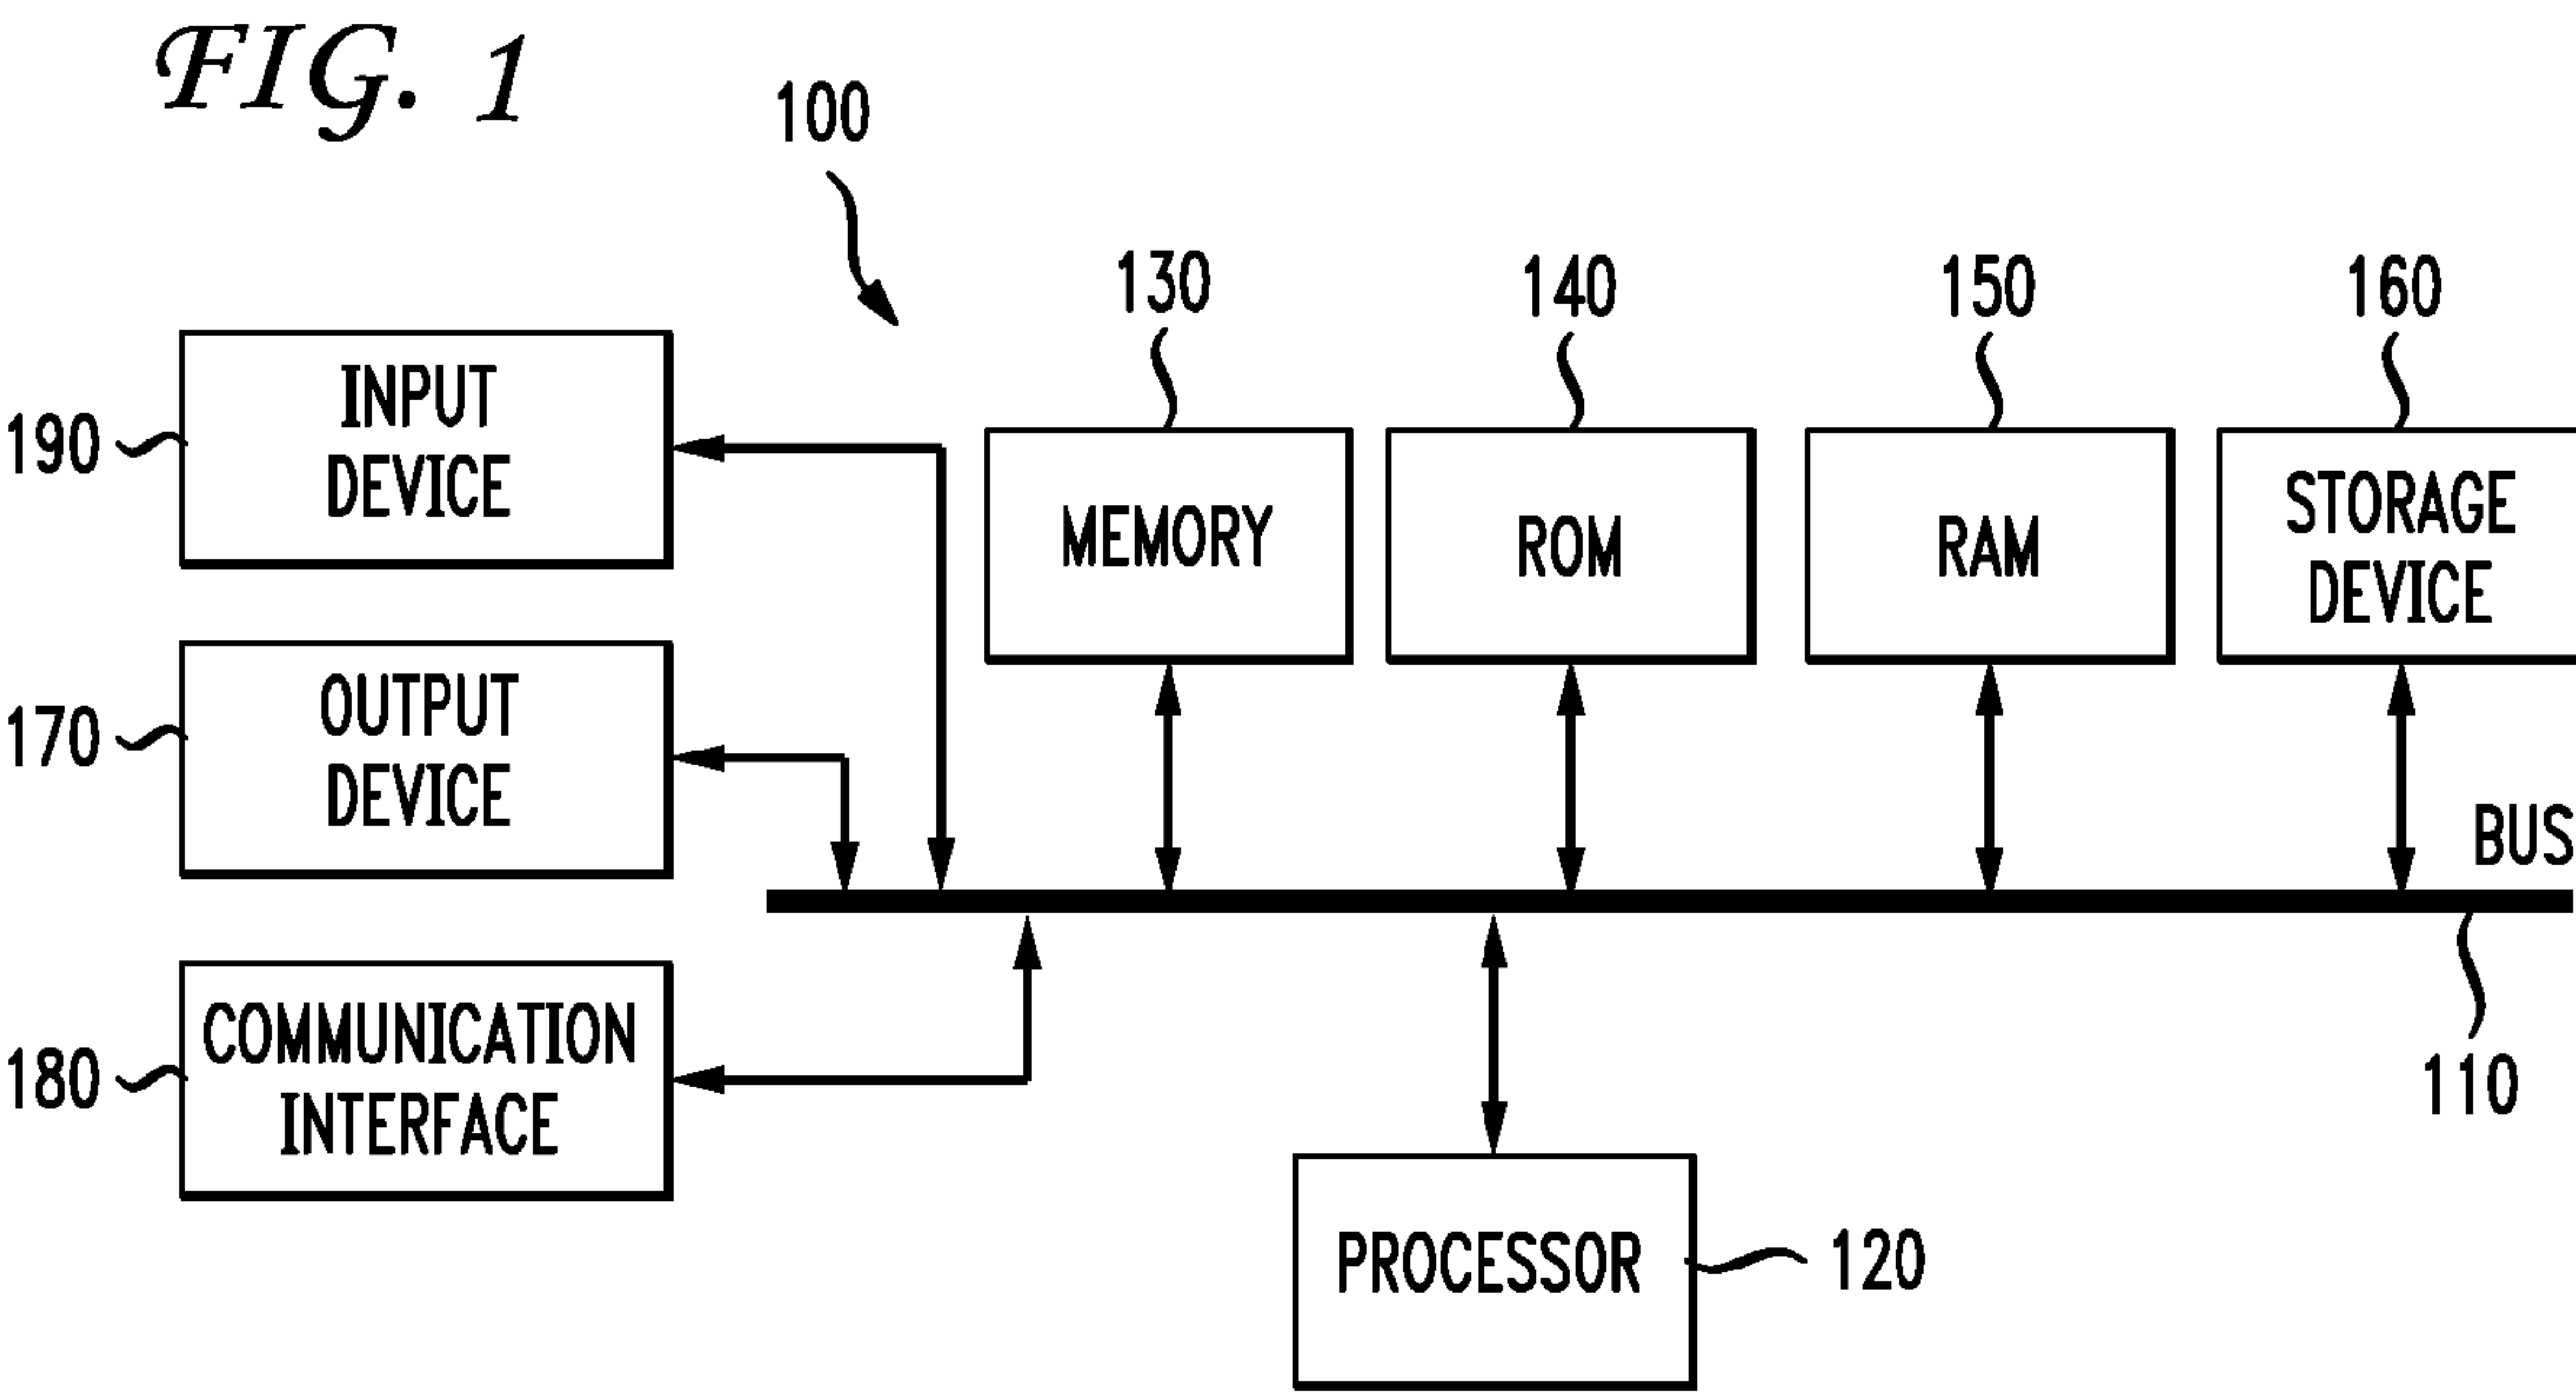 FIG. 1
100
130
140
150
160
190
INPUT
DEVICE
MEMORY
ROM
RAM
STORAGE
DEVICE
170
OUTPUT
DEVICE
BUS
180
COMMUNICATION
INTERFACE
110
PROCESSOR
120